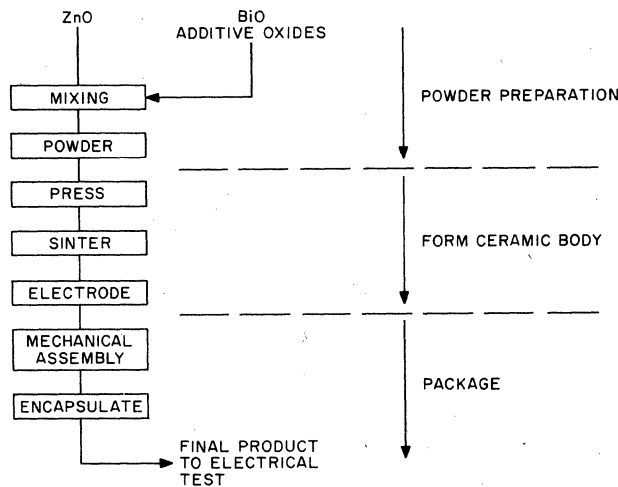 ZnO
BiO
ADDITIVE OXIDES
MIXING
POWDER PREPARATION
POWDER
PRESS
SINTER
FORM CERAMIC BODY
ELECTRODE
MECHANICAL
ASSEMBLY
PACKAGE
ENCAPSULATE
FINAL PRODUCT
TO ELECTRICAL
TEST